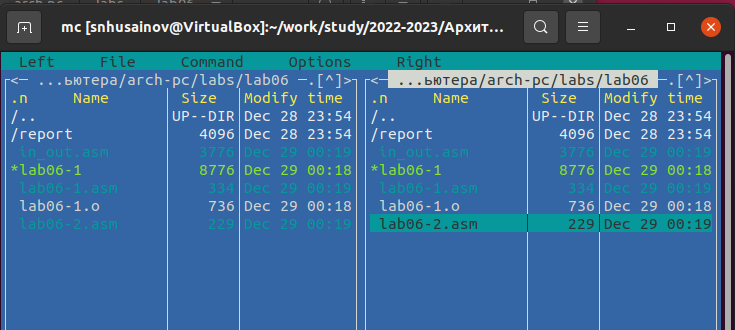 mc [snhusainov@VirtualBox]:~/work/study/2022-2023/Архит...
Left File Command Options Right
<— ...ьютера/arch-pc/labs/lab06 —.[^]> <— ...ьютера/arch-pc/labs/lab06 —.[^]>
.n Name Size Modify time .n Name Size Modify time
/.. UP--DIR Dec 28 23:54 /.. UP--DIR Dec 28 23:54
/report 4096 Dec 28 23:54 /report 4096 Dec 28 23:54
in_out.asm 3776 Dec 29 00:19 in_out.asm 3776 Dec 29 00:19
*lab06-1 8776 Dec 29 00:18 *lab06-1 8776 Dec 29 00:18
lab06-1.asm 334 Dec 29 00:19 lab06-1.asm 334 Dec 29 00:19
lab06-1.o 736 Dec 29 00:18 lab06-1.o 736 Dec 29 00:18
lab06-2.asm 229 Dec 29 00:19 lab06-2.asm 229 Dec 29 00:19